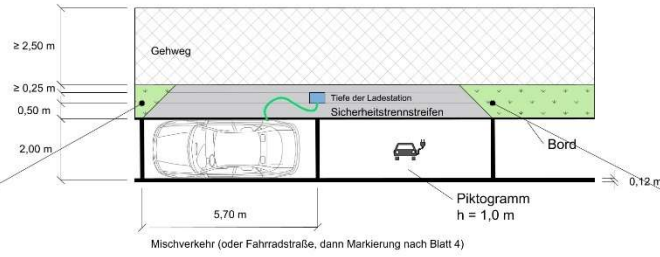 ≥ 2,50 m
Gehweg
≥ 0,25 m
Tiefe der Ladestation
0,50 m
Sicherheitstrennstreifen
2,00 m
Bord
0,12 m
Piktogramm
h = 1,0 m
5,70 m
Mischverkehr (oder Fahrradstraße, dann Markierung nach Blatt 4)